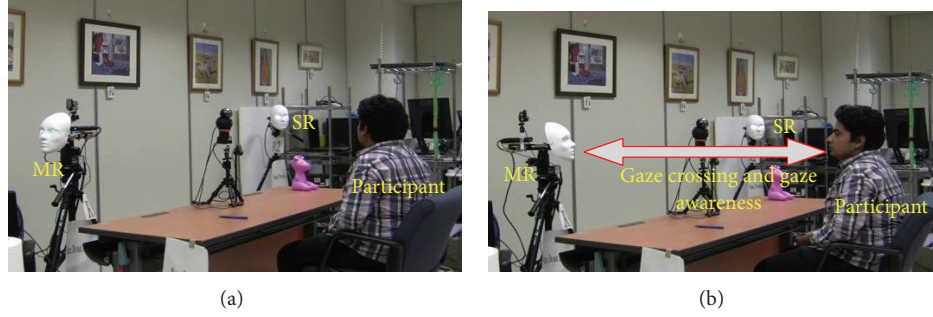 SR
MR
Participant
SR
MR
Gaze crossing and gaze
awareness
Participant
(a)
(b)